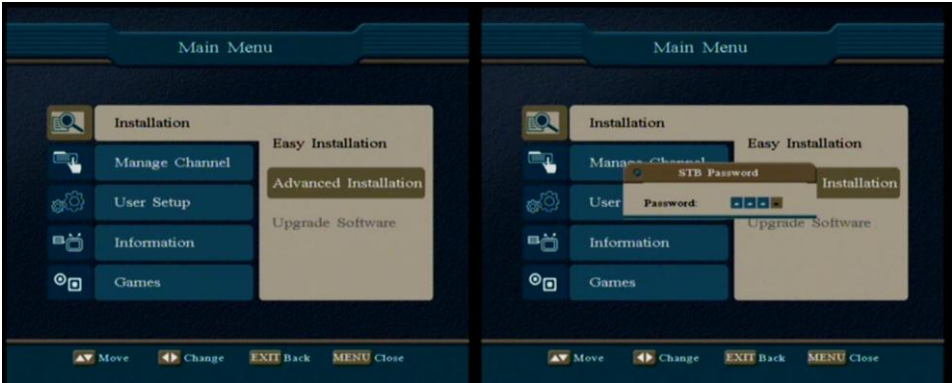 Main Menu
Installation
Easy Installation
Manage Channel
Advanced Installation
User Setup
Upgrade Software
Information
Games
Move Change EXIT Back MENU Close
Main Menu
Installation
Easy Installation
Manage Channel
STB Password
Installation
User
Password:
Upgrade Software
Information
Games
Move Change EXIT Back MENU Close